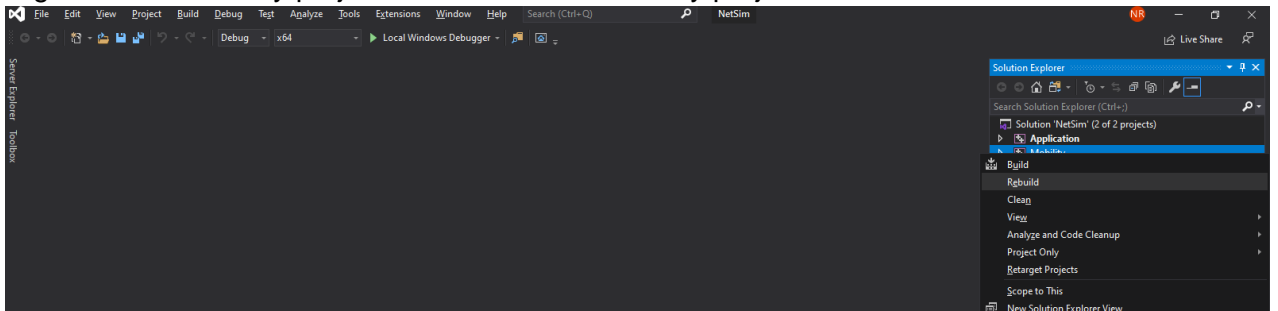 File Edit View Project Build Debug Test Analyze Tools Extensions Window Help Search (Ctrl+Q) NetSim NR
Debug x64 Local Windows Debugger Live Share
Server Explorer
Toolbox
Solution Explorer
Search Solution Explorer (Ctrl+;)
Solution 'NetSim' (2 of 2 projects)
Application
Mobility
Build
Rebuild
Clean
View
Analyze and Code Cleanup
Project Only
Retarget Projects
Scope to This
New Solution Explorer View